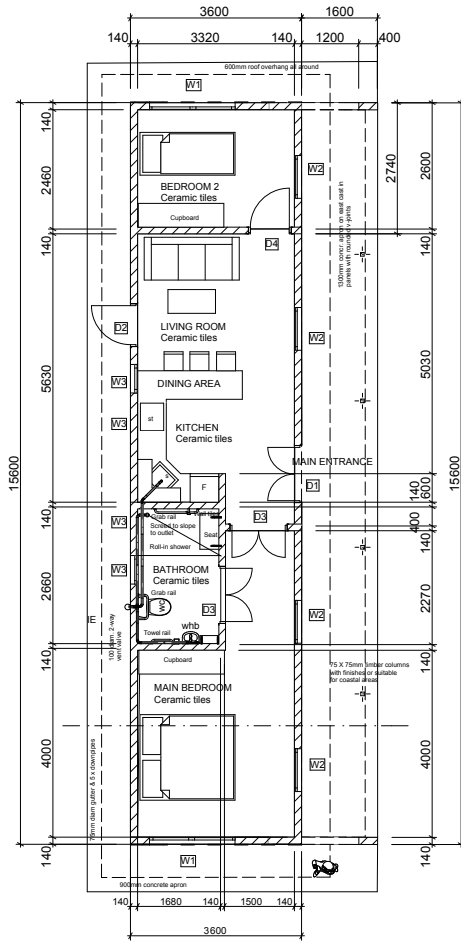 3600
1600
140
3320
140
1200
400
600mm roof overhang all around
W1
140
2460
140
5630
140
2660
140
4000
140
15600
BEDROOM 2
Ceramic tiles
Cupboard
W2
D4
2740
2600
140
5030
600
140
400
140
2270
140
4000
140
15600
1300mm concr. apron on east cast in
panels with rounded v-joints
LIVING ROOM
Ceramic tiles
D2
W2
W3
DINING AREA
W3
st
KITCHEN
Ceramic tiles
MAIN ENTRANCE
F
D1
W3
Grab rail
Screed to slope
to outlet
Seat
Roll-in shower
D3
W3
BATHROOM
Ceramic tiles
Grab rail
WC
D3
W2
whb
Towel rail
IE
100 diam. 2-way
vent valve
Cupboard
75 X 75mm timber columns
with finishes or suitable
for coastal areas
MAIN BEDROOM
Ceramic tiles
W2
75mm diam gutter & 5 x downpipes
W1
900mm concrete apron
140
1680
140
1500
140
3600